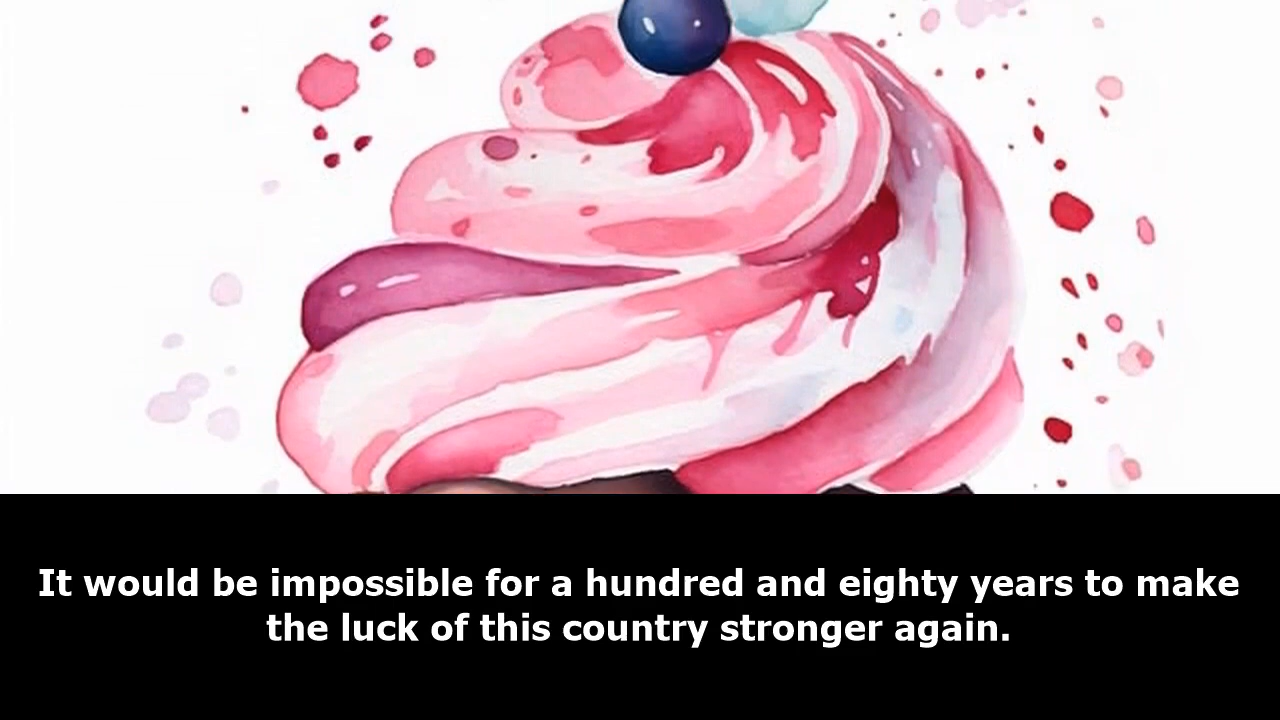 It would be impossible for a hundred and eighty years to make
the luck of this country stronger again.